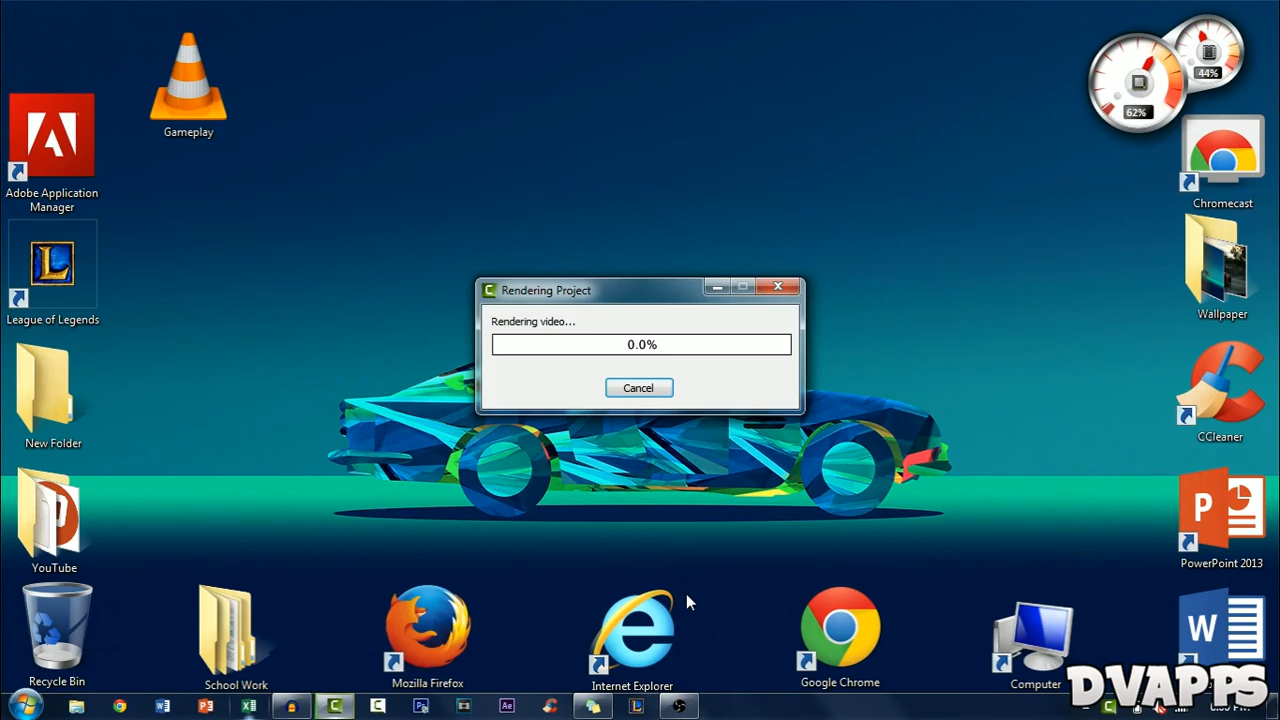 44%
62%
Gameplay
Adobe Application
Manager
Chromecast
League of Legends
Wallpaper
Rendering Project
Rendering video...
0.0%
Cancel
New Folder
CCleaner
YouTube
PowerPoint 2013
Recycle Bin
School Work
Mozilla Firefox
Internet Explorer
Google Chrome
Computer
DVAPPS